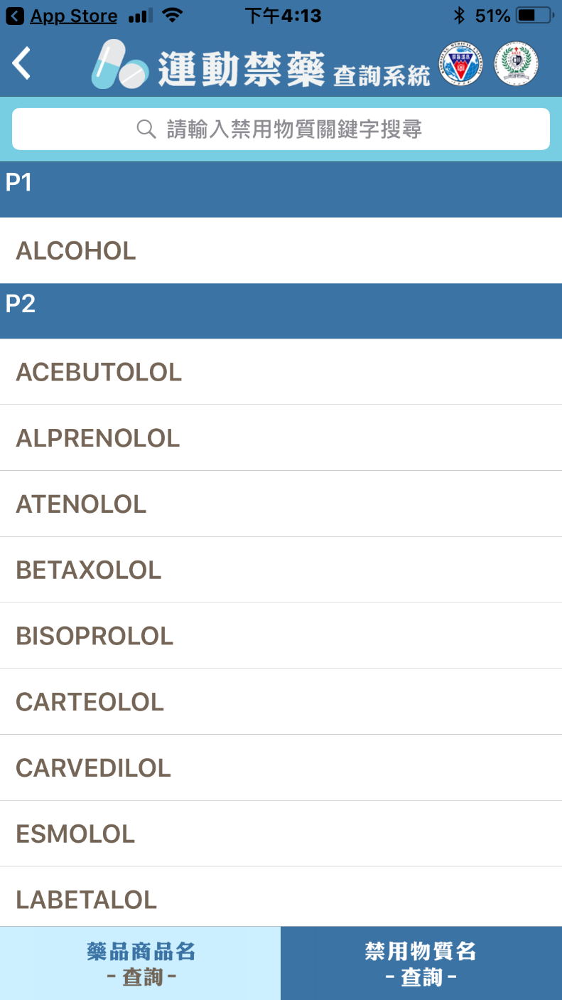 App Store 下午4:13 51%
運動禁藥 查詢系統
請輸入禁用物質關鍵字搜尋
P1
ALCOHOL
P2
ACEBUTOLOL
ALPRENOLOL
ATENOLOL
BETAXOLOL
BISOPROLOL
CARTEOLOL
CARVEDILOL
ESMOLOL
LABETALOL
藥品商品名
- 查詢 -
禁用物質名
- 查詢 -